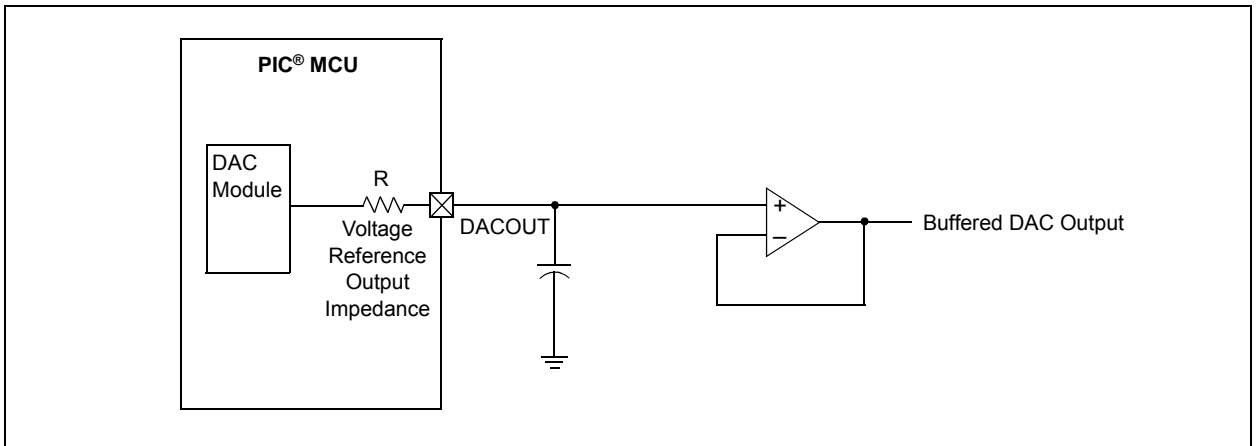 PIC® MCU
DAC
Module
R
Voltage
Reference
Output
Impedance
DACOUT
+
–
Buffered DAC Output